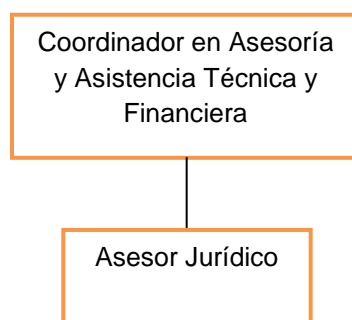 Coordinador en Asesoría
y Asistencia Técnica y
Financiera
Asesor Jurídico